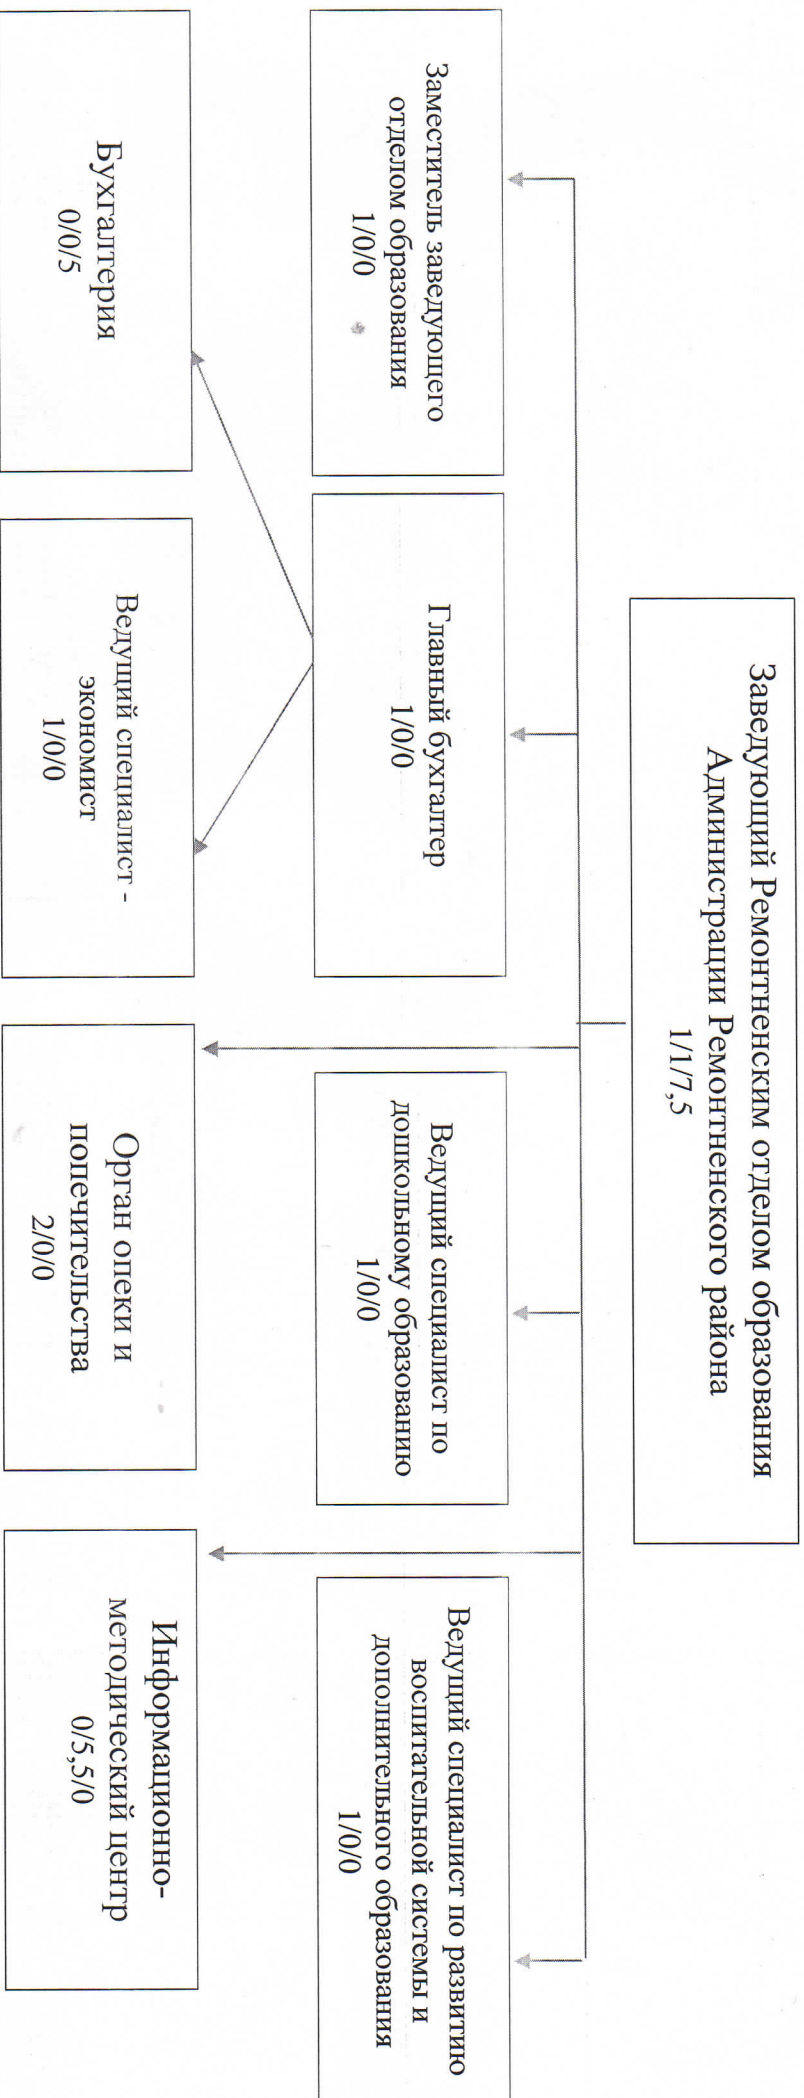 Заведующий Ремонтненским отделом образования
Администрации Ремонтненского района
1/1/7,5
Заместитель заведующего
отделом образования
1/0/0
Главный бухгалтер
1/0/0
Ведущий специалист по
дошкольному образованию
1/0/0
Ведущий специалист по развитию
воспитательной системы и
дополнительного образования
1/0/0
Бухгалтерия
0/0/5
Ведущий специалист -
экономист
1/0/0
Орган опеки и
попечительства
2/0/0
Информационно-
методический центр
0/5,5/0